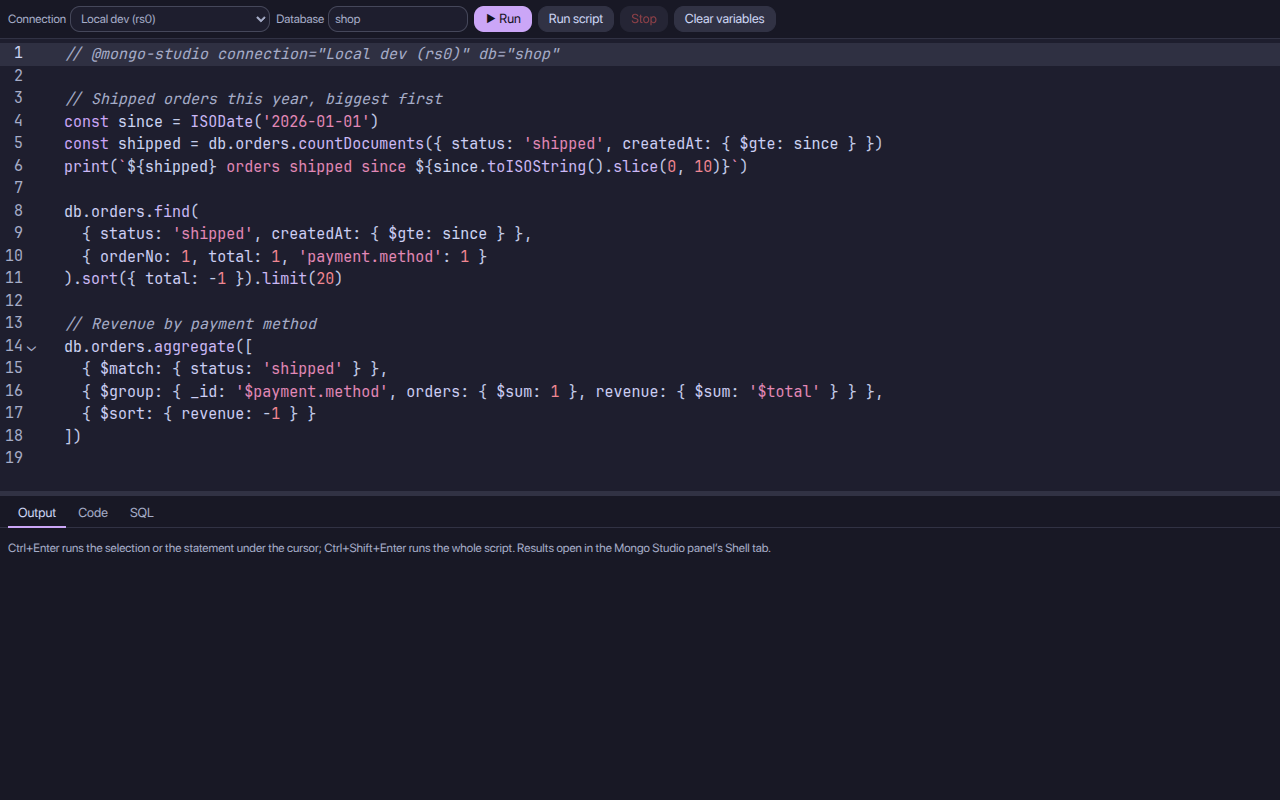 Connection Local dev (rs0) Database shop ▶ Run Run script Stop Clear variables
1 // @mongo-studio connection="Local dev (rs0)" db="shop"
2
3 // Shipped orders this year, biggest first
4 const since = ISODate('2026-01-01')
5 const shipped = db.orders.countDocuments({ status: 'shipped', createdAt: { $gte: since } })
6 print(`${shipped} orders shipped since ${since.toISOString().slice(0, 10)}`)
7
8 db.orders.find(
9   { status: 'shipped', createdAt: { $gte: since } },
10   { orderNo: 1, total: 1, 'payment.method': 1 }
11 ).sort({ total: -1 }).limit(20)
12
13 // Revenue by payment method
14 db.orders.aggregate([
15   { $match: { status: 'shipped' } },
16   { $group: { _id: '$payment.method', orders: { $sum: 1 }, revenue: { $sum: '$total' } } },
17   { $sort: { revenue: -1 } }
18 ])
19
Output Code SQL
Ctrl+Enter runs the selection or the statement under the cursor; Ctrl+Shift+Enter runs the whole script. Results open in the Mongo Studio panel's Shell tab.